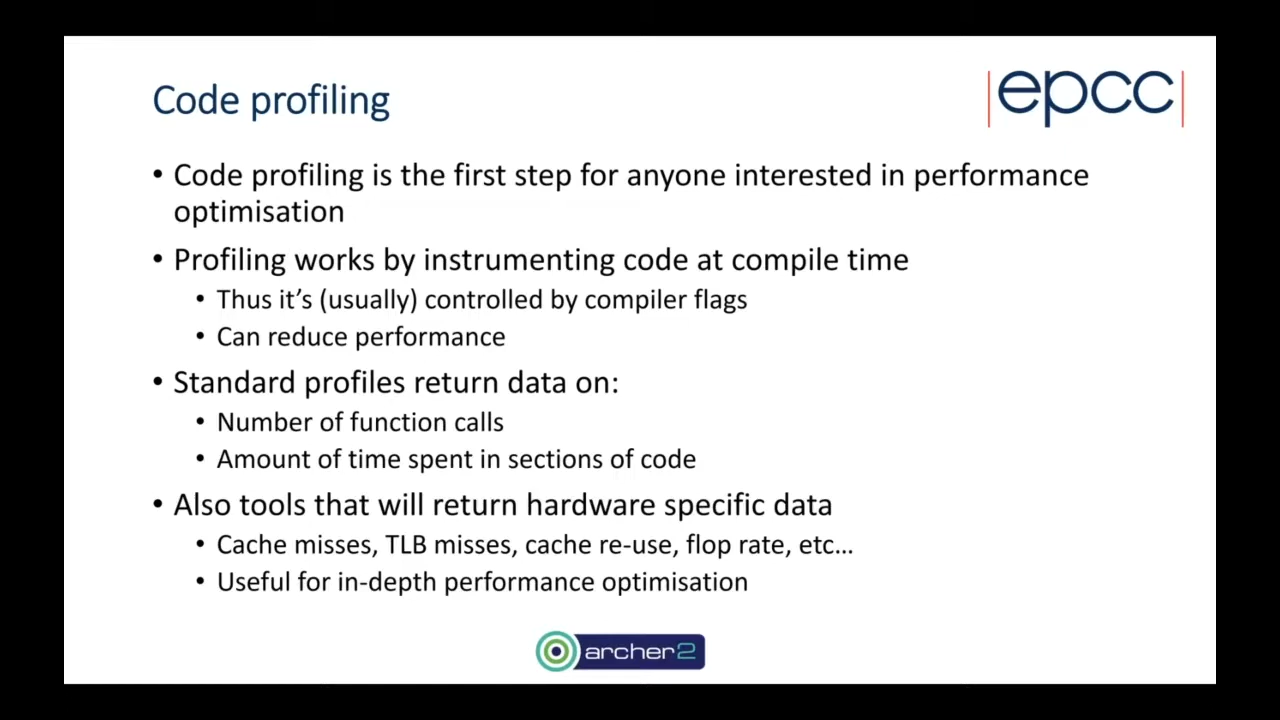 Code profiling
|epcc|
• Code profiling is the first step for anyone interested in performance
optimisation
• Profiling works by instrumenting code at compile time
• Thus it’s (usually) controlled by compiler flags
• Can reduce performance
• Standard profiles return data on:
• Number of function calls
• Amount of time spent in sections of code
• Also tools that will return hardware specific data
• Cache misses, TLB misses, cache re-use, flop rate, etc…
• Useful for in-depth performance optimisation
archer2